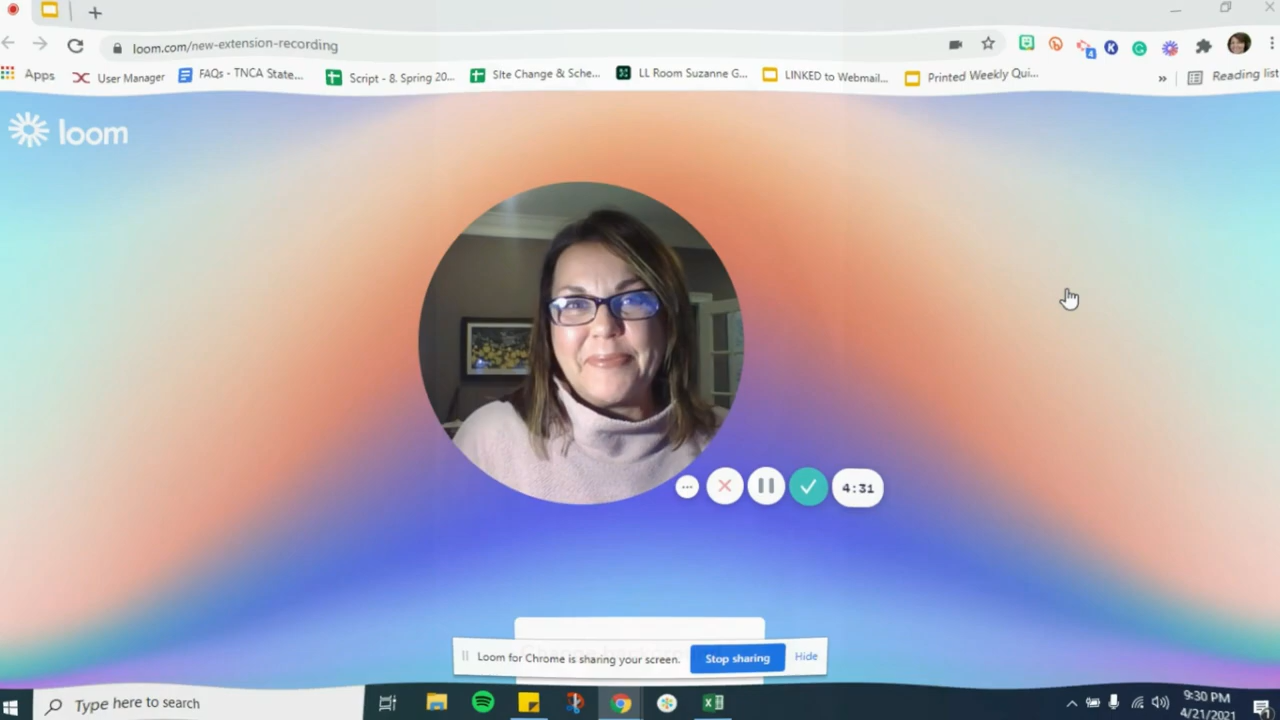 loom.com/new-extension-recording
4
K
Apps
User Manager
FAQs - TNCA State...
Script - 8. Spring 20...
Site Change & Sche...
LL Room Suzanne G...
LINKED to Webmail...
Printed Weekly Qui...
»
Reading list
loom
4:31
Loom for Chrome is sharing your screen.
Stop sharing
Hide
Type here to search
9:30 PM
4/21/2021